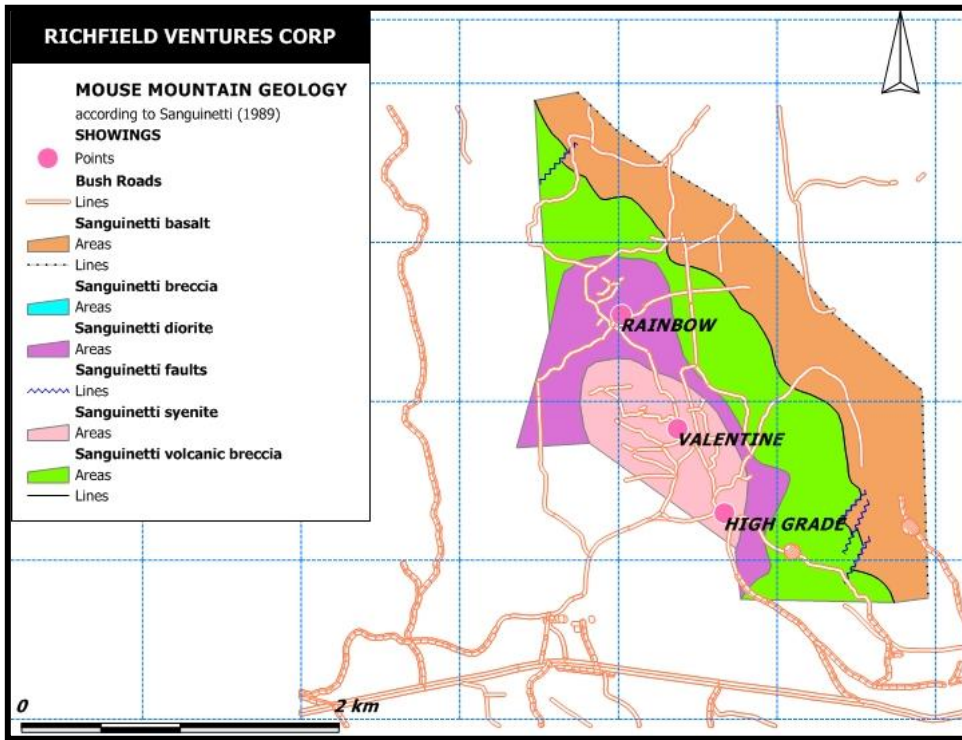 RICHFIELD VENTURES CORP
MOUSE MOUNTAIN GEOLOGY
according to Sanguinetti (1989)
SHOWINGS
Points
Bush Roads
Lines
Sanguinetti basalt
Areas
Lines
Sanguinetti breccia
Areas
Sanguinetti diorite
Areas
Sanguinetti faults
Lines
Sanguinetti syenite
Areas
Sanguinetti volcanic breccia
Areas
Lines
RAINBOW
VALENTINE
HIGH GRADE
0 2 km